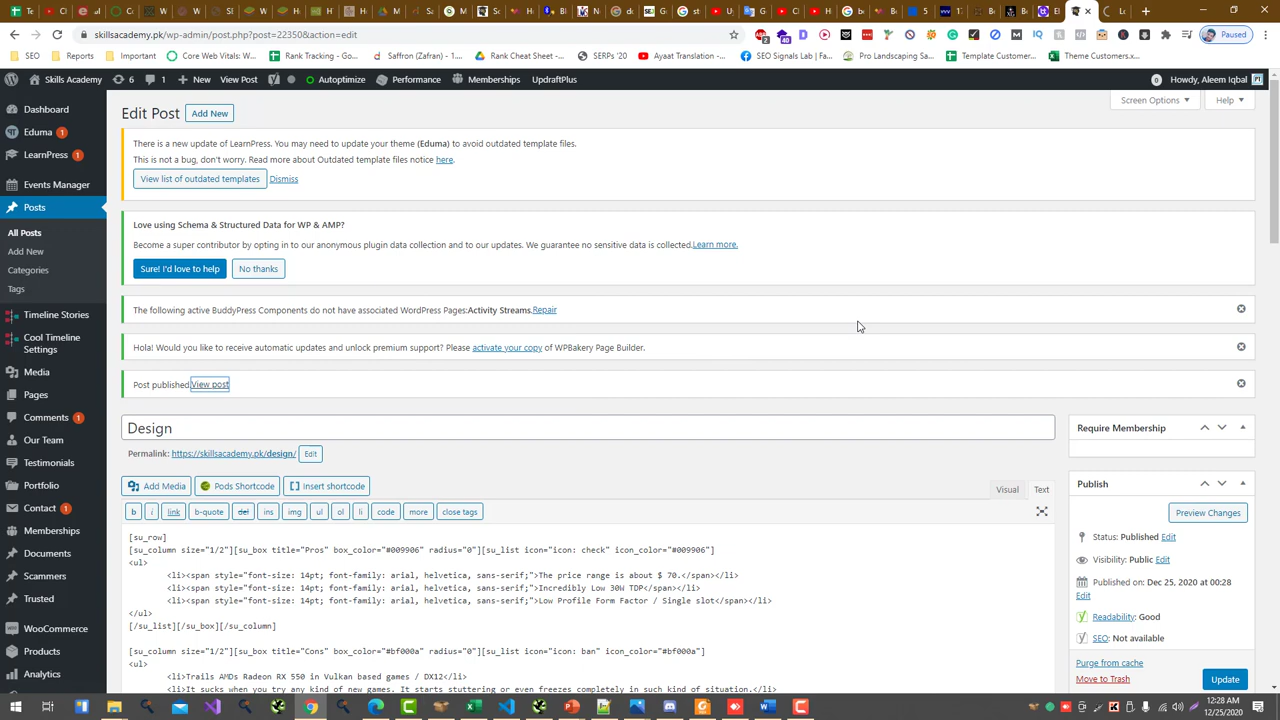 skillsacademy.pk/wp-admin/post.php?post=22350&action=edit
Paused
SEO
Important
Core Web Vitals: W...
Rank Tracking - Go...
Saffron (Zafran) - G...
Rank Cheat Sheet -...
SERPs '20
Ayaat Translation -...
SEO Signals Lab | Fa...
Pro Landscaping Sa...
Template Customer...
Theme Customers.x...
Skills Academy
6
1
New
View Post
Autoptimize
Performance
Memberships
UpdraftPlus
0
Howdy, Aleem Iqbal
Dashboard
Eduma 1
LearnPress 1
Events Manager
Posts
All Posts
Add New
Categories
Tags
Timeline Stories
Cool Timeline
Settings
Media
Pages
Comments 1
Our Team
Testimonials
Portfolio
Contact 1
Memberships
Documents
Scammers
Trusted
WooCommerce
Products
Analytics
Edit Post
Add New
Screen Options
Help
There is a new update of LearnPress. You may need to update your theme (Eduma) to avoid outdated template files.
This is not a bug, don't worry. Read more about Outdated template files notice here.
View list of outdated templates
Dismiss
Love using Schema & Structured Data for WP & AMP?
Become a super contributor by opting in to our anonymous plugin data collection and to our updates. We guarantee no sensitive data is collected.Learn more.
Sure! I'd love to help
No thanks
The following active BuddyPress Components do not have associated WordPress Pages:Activity Streams.Repair
Hola! Would you like to receive automatic updates and unlock premium support? Please activate your copy of WPBakery Page Builder.
Post published.View post
Design
Permalink: https://skillsacademy.pk/design/
Edit
Add Media
Pods Shortcode
Insert shortcode
Visual
Text
b
i
link
b-quote
del
ins
img
ul
ol
li
code
more
close tags
[su_row]
[su_column size="1/2"][su_box title="Pros" box_color="#009906" radius="0"][su_list icon="icon: check" icon_color="#009906"]
<ul>
<li><span style="font-size: 14pt; font-family: arial, helvetica, sans-serif;">The price range is about $ 70.</span></li>
<li><span style="font-size: 14pt; font-family: arial, helvetica, sans-serif;">Incredibly Low 30W TDP</span></li>
<li><span style="font-size: 14pt; font-family: arial, helvetica, sans-serif;">Low Profile Form Factor / Single slot</span></li>
</ul>
[/su_list][/su_box][/su_column]
[su_column size="1/2"][su_box title="Cons" box_color="#bf000a" radius="0"][su_list icon="icon: ban" icon_color="#bf000a"]
<ul>
<li>Trails AMDs Radeon RX 550 in Vulkan based games / DX12</li>
<li>It sucks when you try any kind of new games. It starts stuttering or even freezes completely in such kind of situation.</li>
Require Membership
Publish
Preview Changes
Status: Published Edit
Visibility: Public Edit
Published on: Dec 25, 2020 at 00:28
Edit
Readability: Good
SEO: Not available
Purge from cache
Move to Trash
Update
12:28 AM
12/25/2020